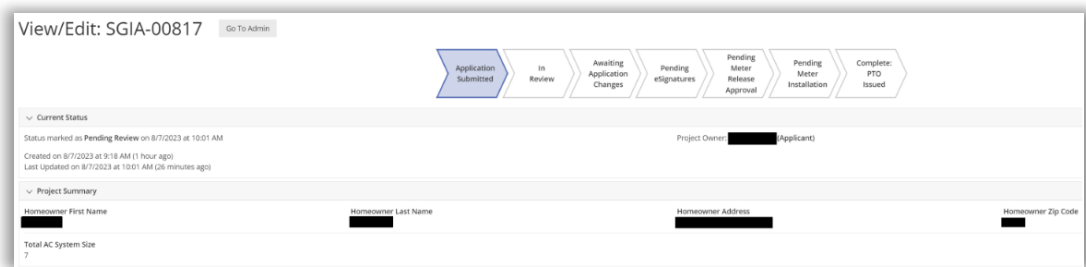 View/Edit: SGIA-00817 Go To Admin
Application Submitted
In Review
Awaiting Application Changes
Pending eSignatures
Pending Meter Release Approval
Pending Meter Installation
Complete: PTO Issued
Current Status
Status marked as Pending Review on 8/7/2023 at 10:01 AM Project Owner: (Applicant)
Created on 8/7/2023 at 9:18 AM (1 hour ago)
Last Updated on 8/7/2023 at 10:01 AM (26 minutes ago)
Project Summary
Homeowner First Name Homeowner Last Name Homeowner Address Homeowner Zip Code
Total AC System Size
7